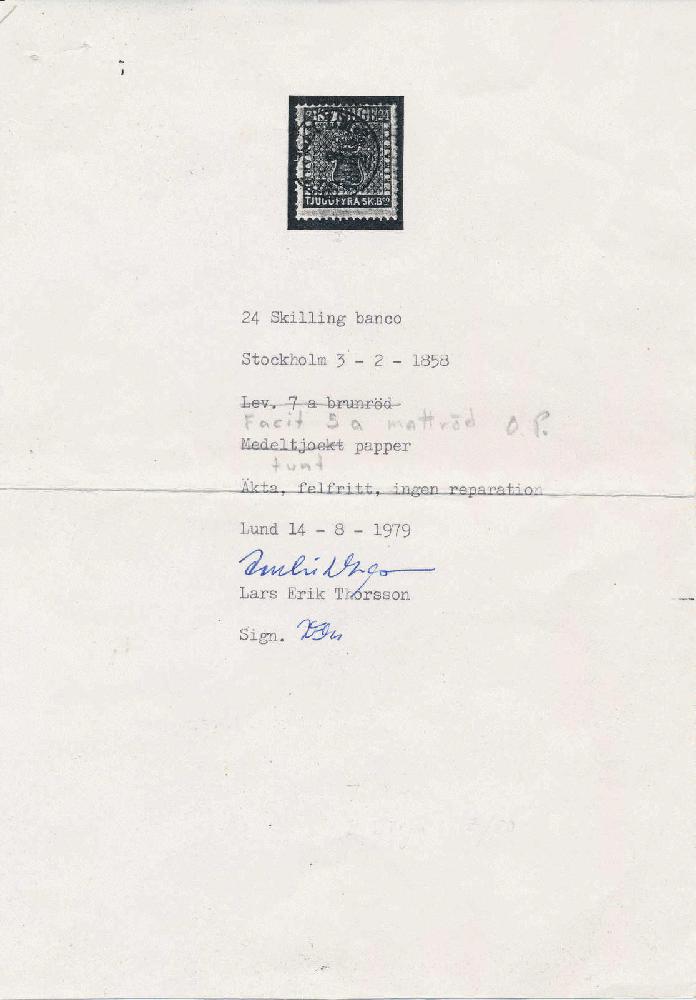 TJUGOFYRA SK.Bco
24 Skilling banco
Stockholm 3 - 2 - 1858
Lev. 7 a brunröd
Facit 5 a mattröd O.P.
Medeltjockt papper
tunt
Äkta, felfritt, ingen reparation
Lund 14 - 8 - 1979
Lars Erik Thorsson
Sign.